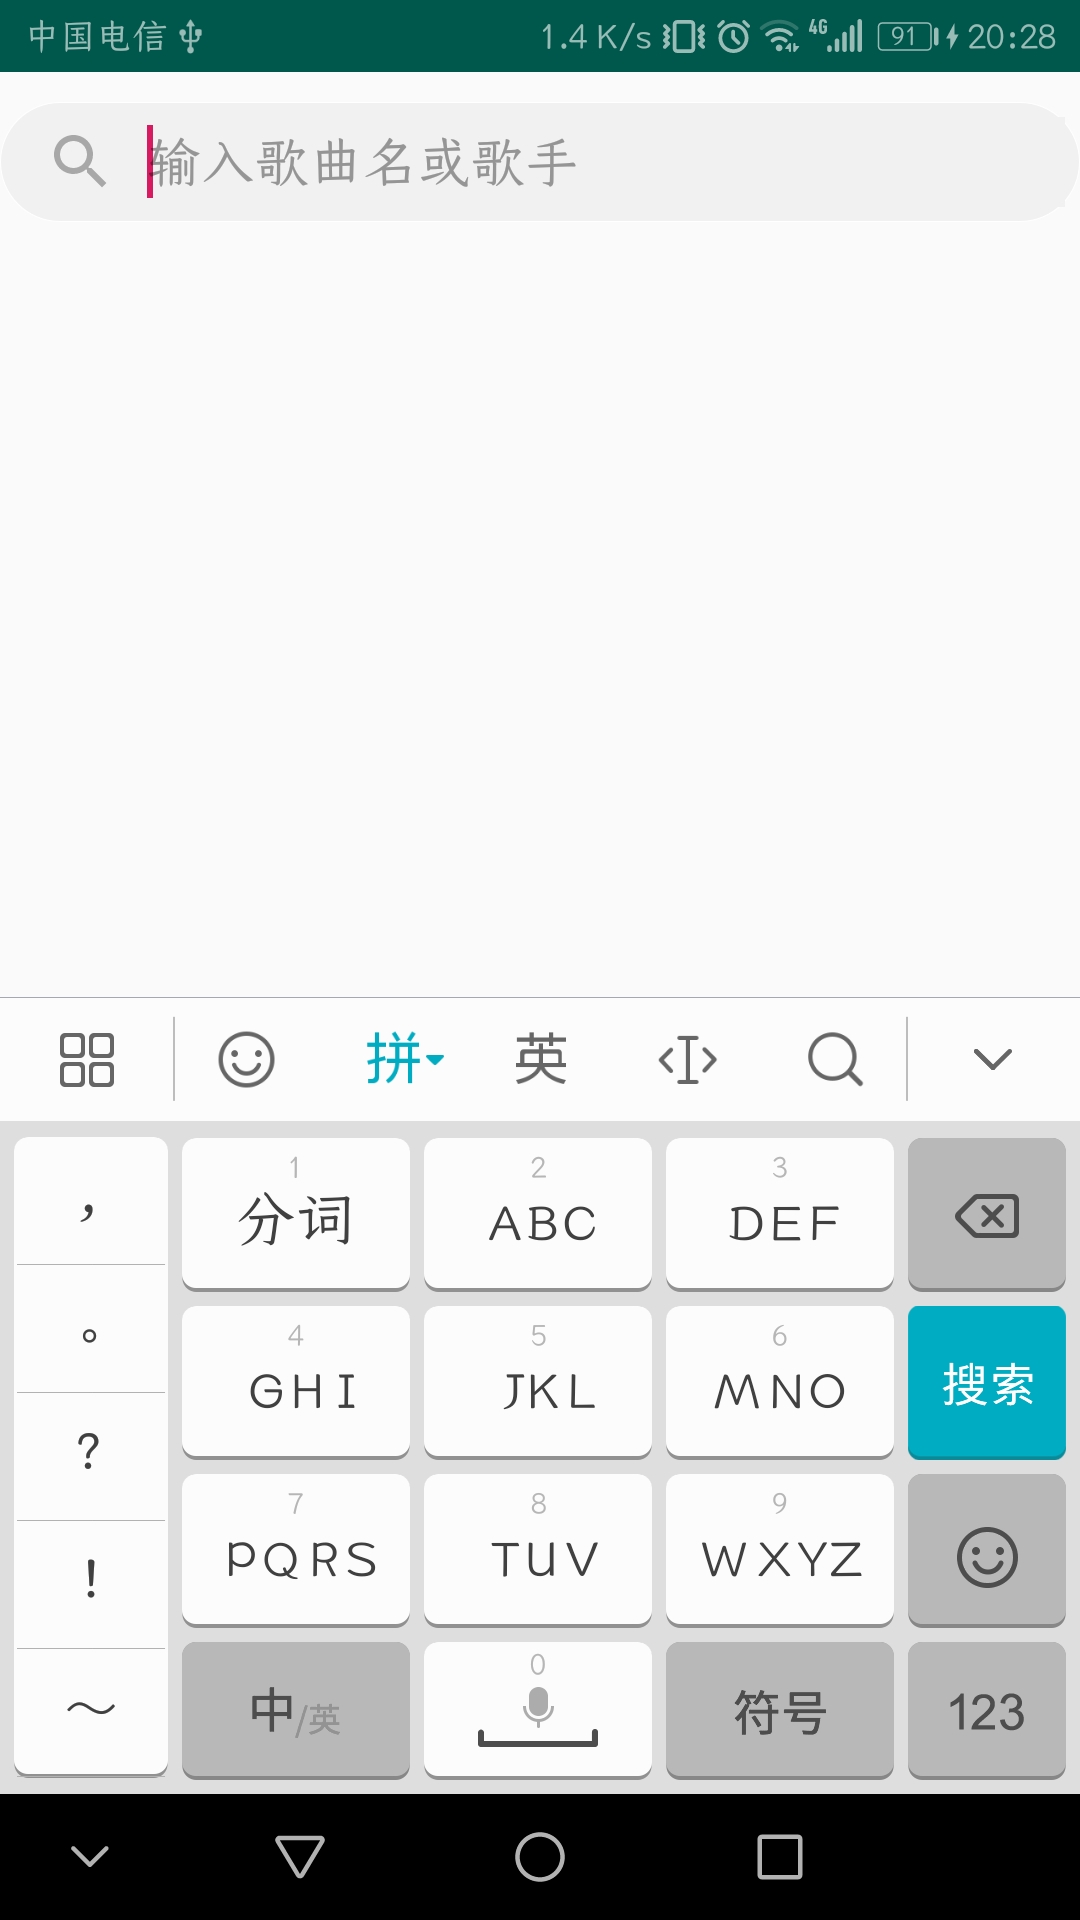 中国电信 1.4 K/s 4G 91 20:28
输入歌曲名或歌手
拼 英
， 1 分词 2 ABC 3 DEF
。 4 GHI 5 JKL 6 MNO 搜索
? 7 PQRS 8 TUV 9 WXYZ
!
～ 中/英 0 符号 123